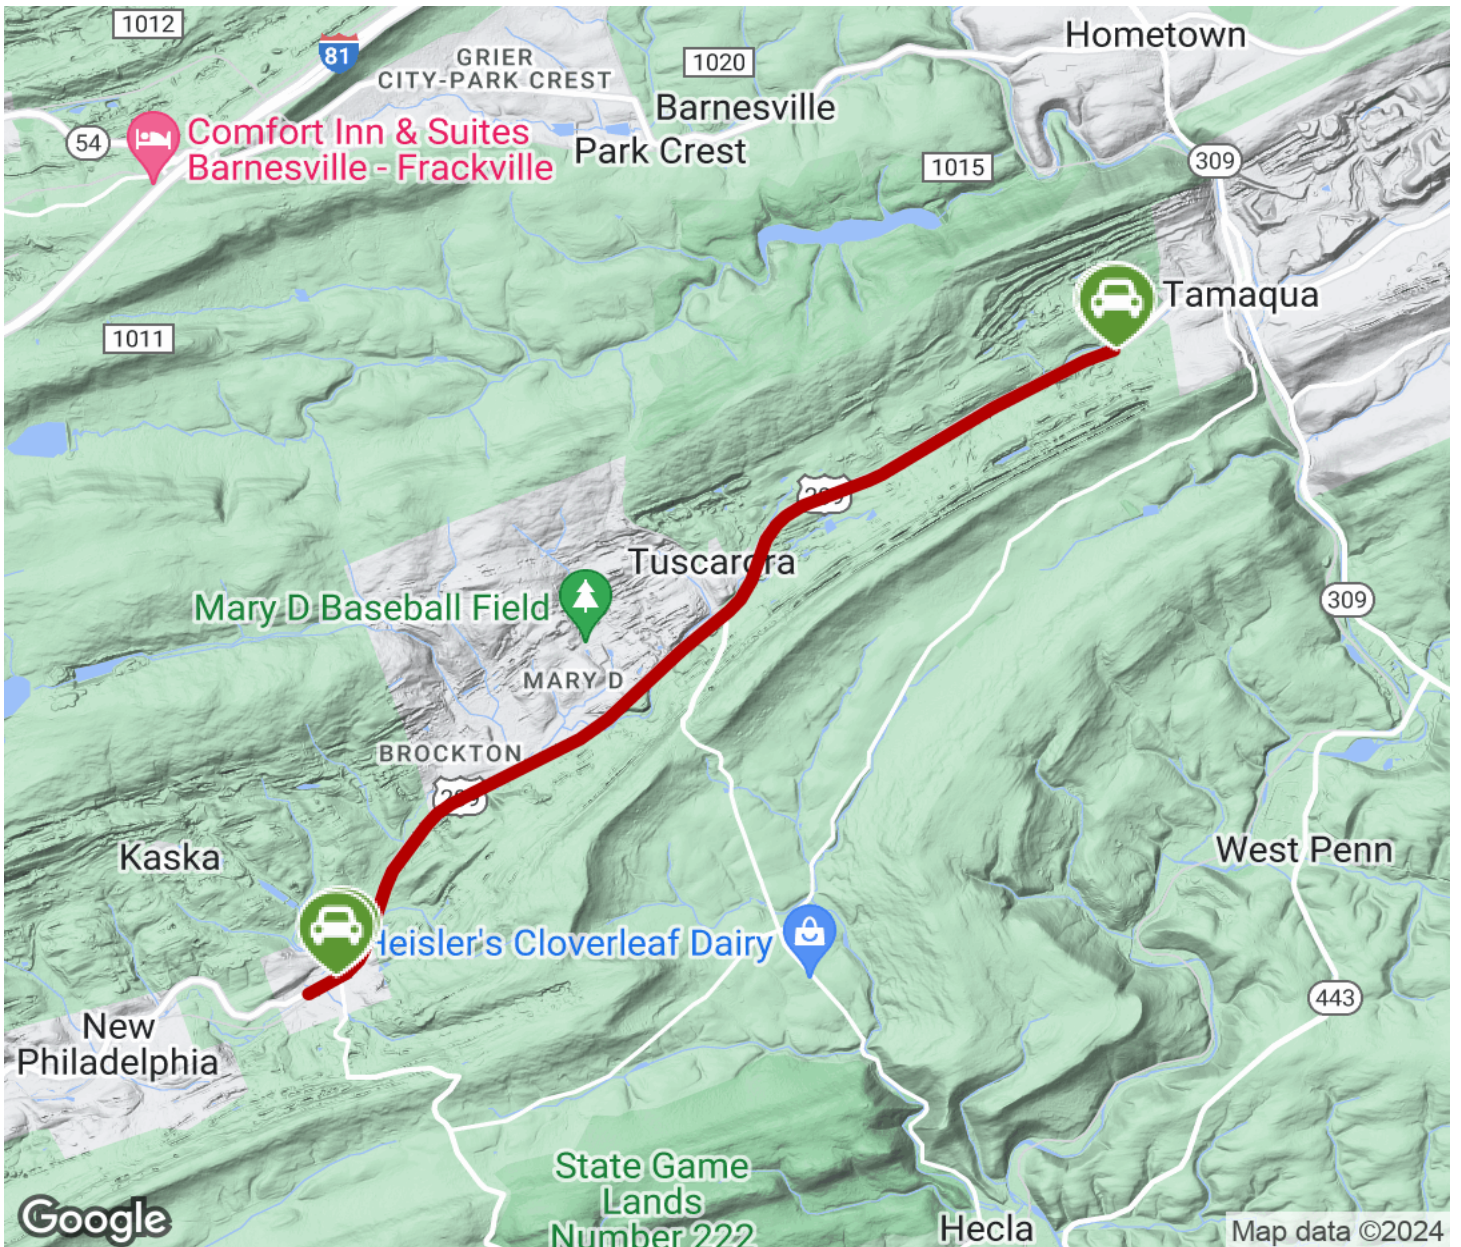 1012
Hometown
81
GRIER
CITY-PARK CREST
1020
Barnesville
Comfort Inn & Suites
Barnesville - Frackville
54
Park Crest
1015
309
Tamaqua
1011
Tuscarora
Mary D Baseball Field
309
MARY D
BROCKTON
Kaska
West Penn
Heisler's Cloverleaf Dairy
443
New
Philadelphia
State Game
Lands
Number 222
Hecla
Google
Map data ©2024